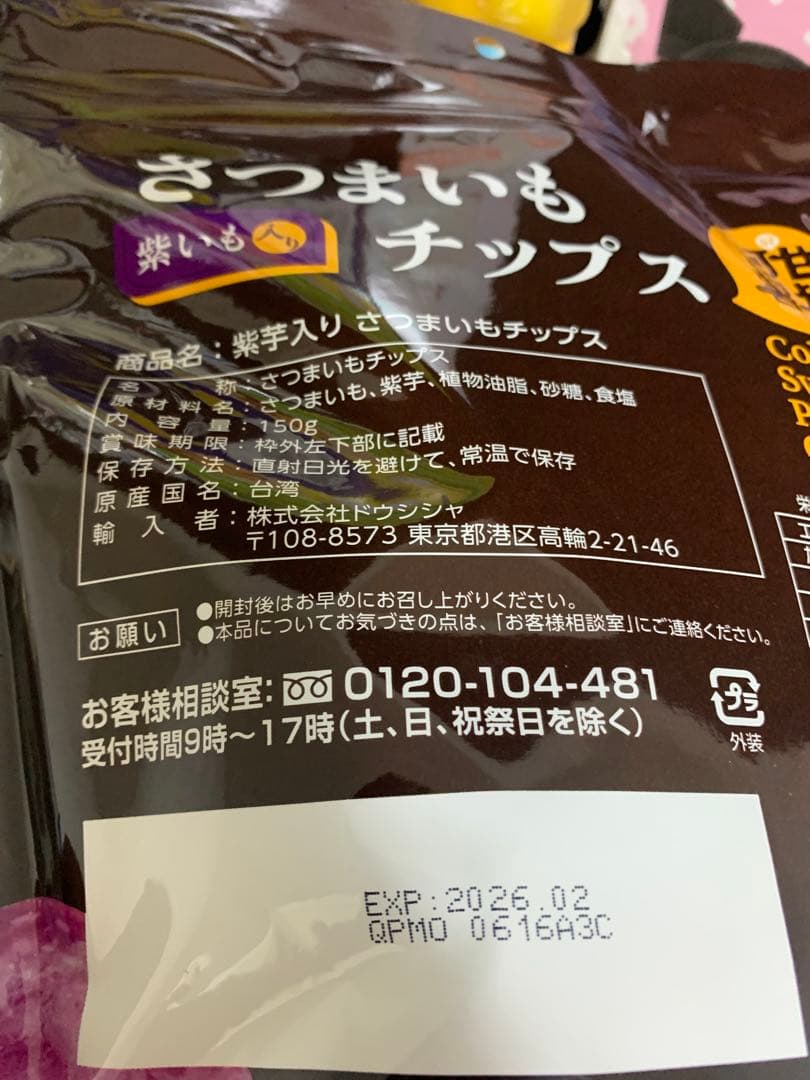 さつまいも
紫いも入り
チップス
商品名：紫芋入り さつまいもチップス
名称：さつまいもチップス
原材料名：さつまいも、紫芋、植物油脂、砂糖、食塩
内容量：150g
賞味期限：枠外左下部に記載
保存方法：直射日光を避けて、常温で保存
原産国名：台湾
輸入者：株式会社ドウシシャ
〒108-8573 東京都港区高輪2-21-46
お願い
●開封後はお早めにお召し上がりください。
●本品についてお気づきの点は、「お客様相談室」にご連絡ください。
お客様相談室：0120-104-481
受付時間9時～17時（土、日、祝祭日を除く）
プラ
外装
EXP:2026.02
QPMO 0616A3C